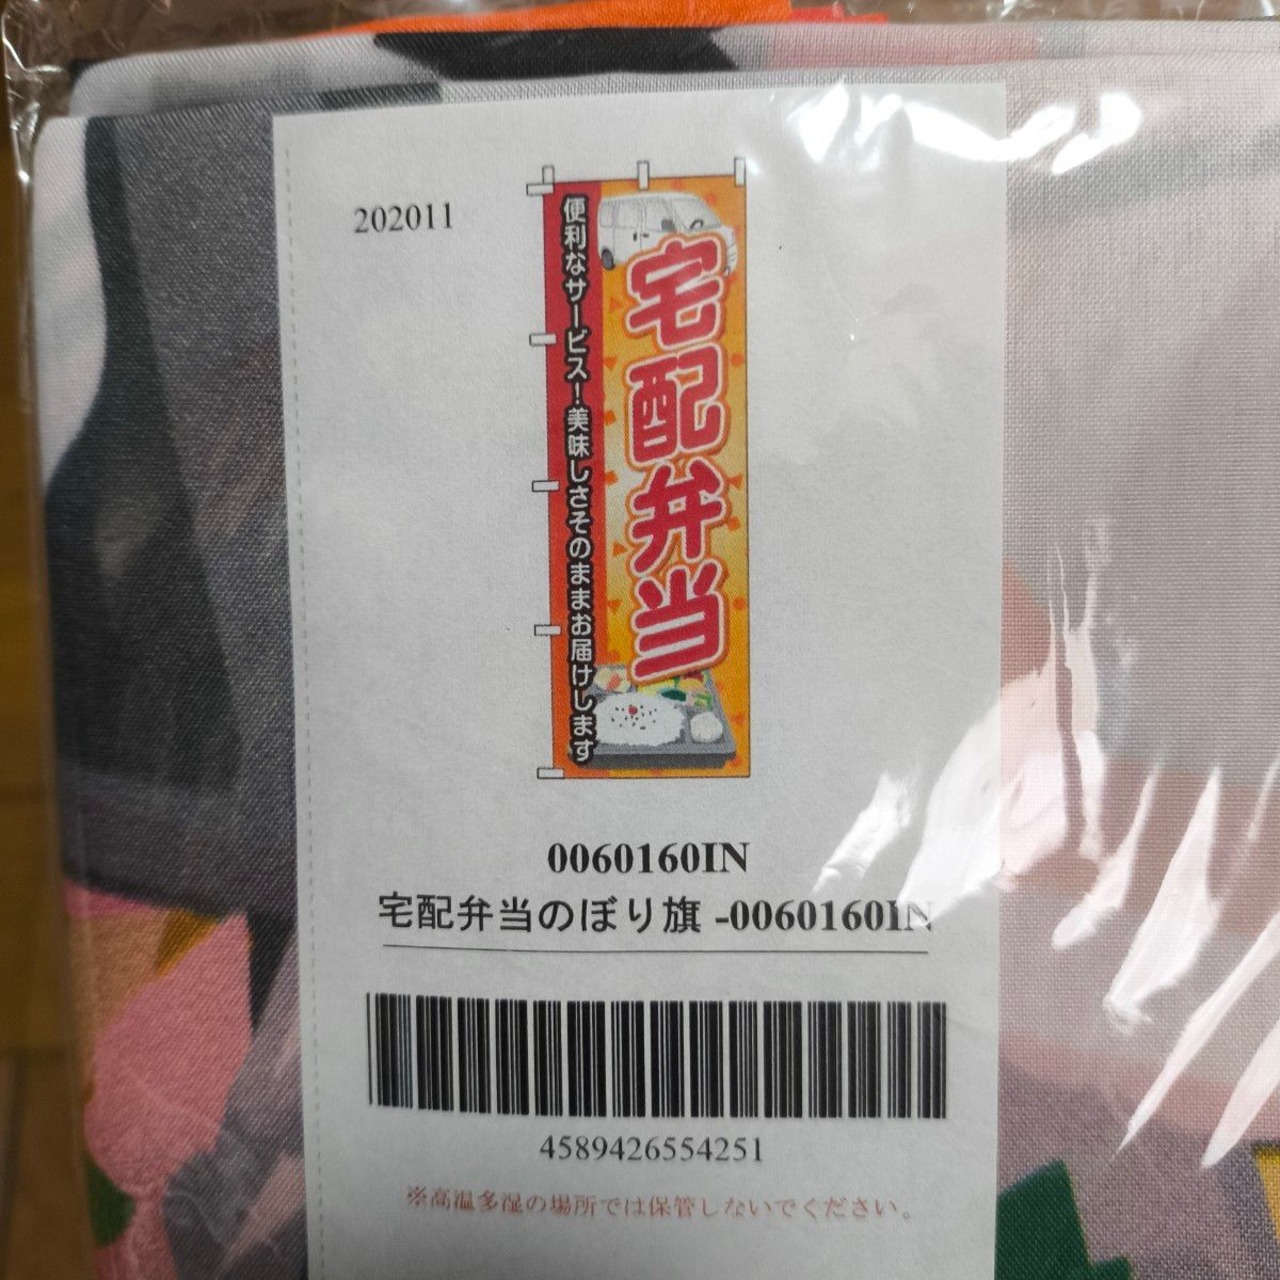 202011
便利なサービス!美味しさそのままお届けします
宅配弁当
0060160IN
宅配弁当のぼり旗 -0060160IN
4589426554251
※高温多湿の場所では保管しないでください。